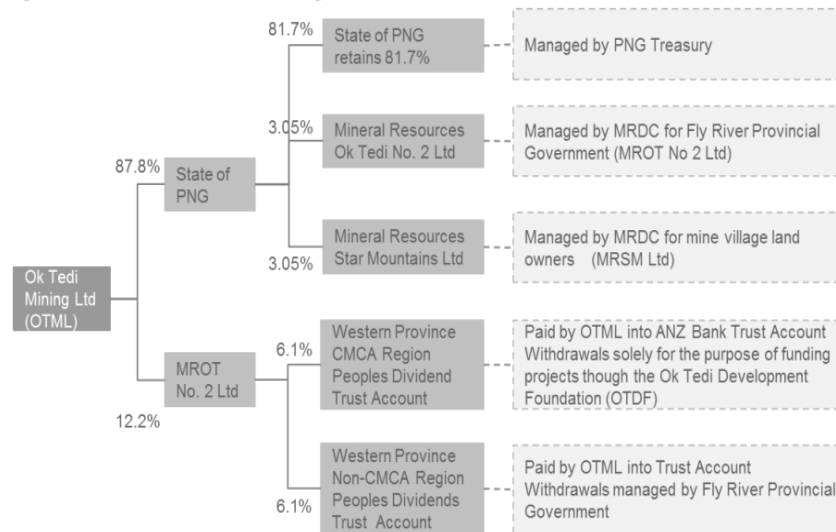 81.7%
State of PNG
retains 81.7%
Managed by PNG Treasury
3.05%
Mineral Resources
Ok Tedi No. 2 Ltd
Managed by MRDC for Fly River Provincial
Government (MROT No 2 Ltd)
87.8%
State of
PNG
3.05%
Mineral Resources
Star Mountains Ltd
Managed by MRDC for mine village land
owners (MRSM Ltd)
Ok Tedi
Mining Ltd
(OTML)
6.1%
Western Province
CMCA Region
Peoples Dividend
Trust Account
Paid by OTML into ANZ Bank Trust Account
Withdrawals solely for the purpose of funding
projects though the Ok Tedi Development
Foundation (OTDF)
MROT
No. 2 Ltd
12.2%
6.1%
Western Province
Non-CMCA Region
Peoples Dividends
Trust Account
Paid by OTML into Trust Account
Withdrawals managed by Fly River Provincial
Government